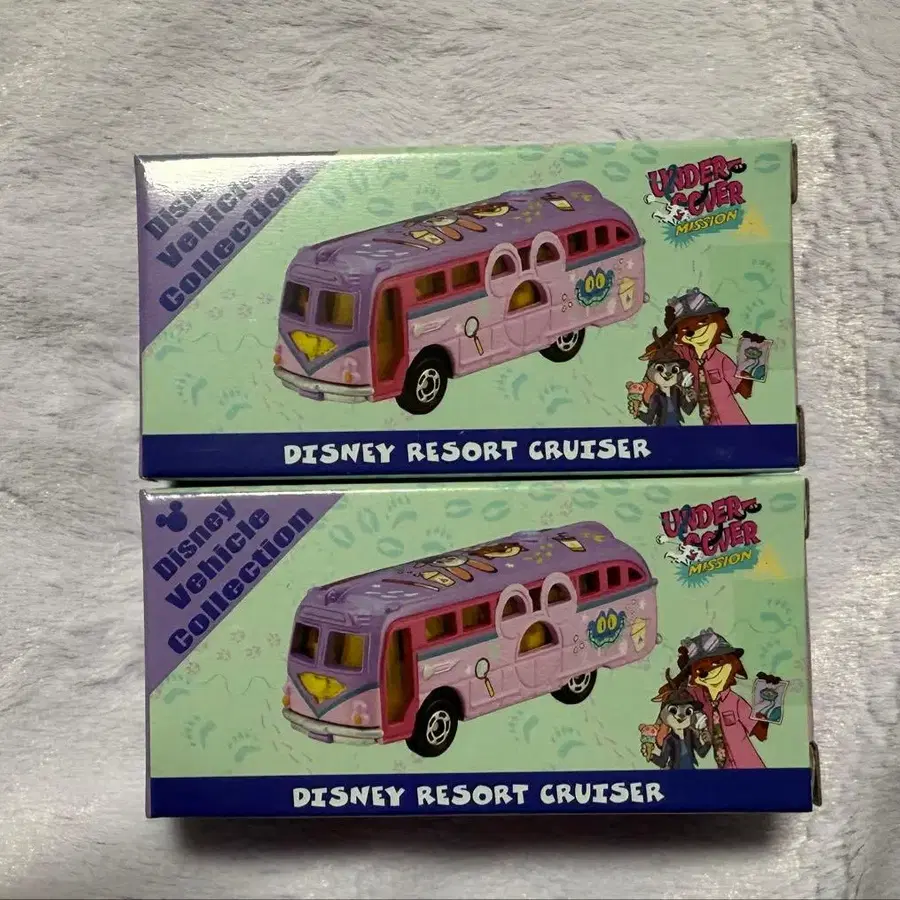 Disney
Vehicle
Collection
UNDER-
COVER
MISSION
DISNEY RESORT CRUISER
Disney
Vehicle
Collection
UNDER-
COVER
MISSION
DISNEY RESORT CRUISER